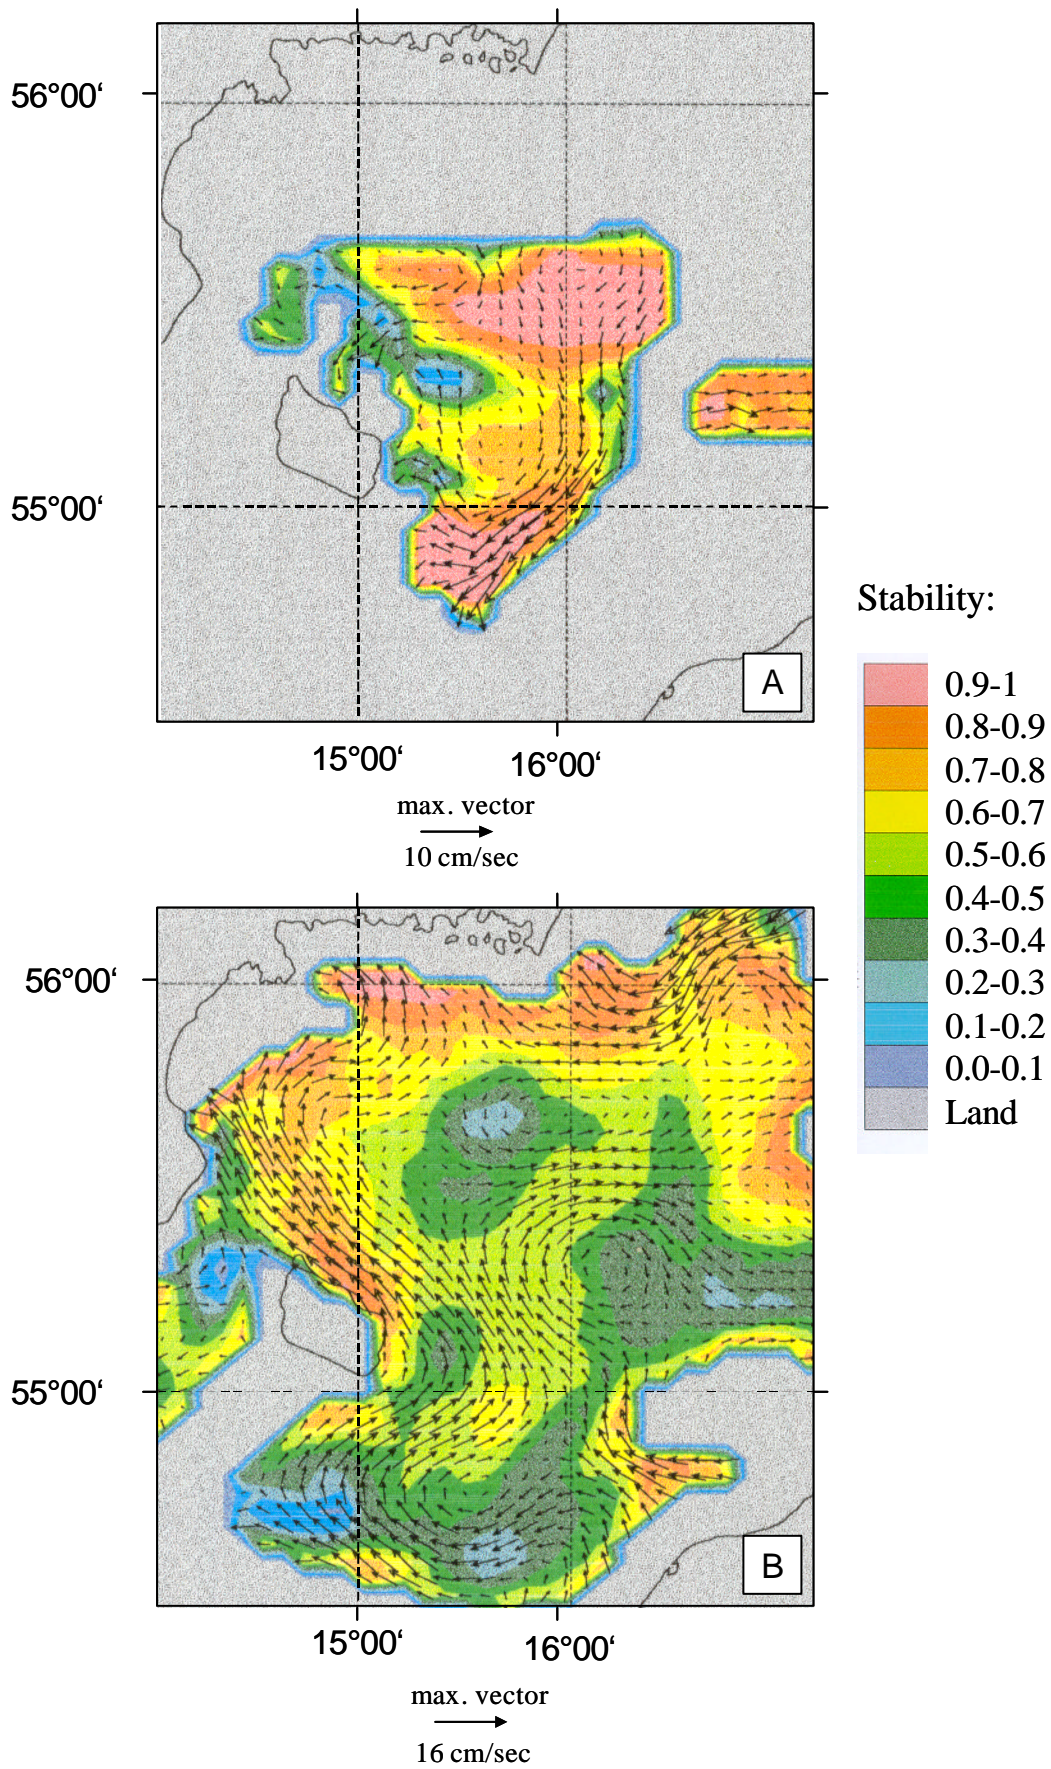 56°00‘
55°00‘
A
15°00‘ 16°00‘
max. vector
10 cm/sec
Stability:
0.9-1
0.8-0.9
0.7-0.8
0.6-0.7
0.5-0.6
0.4-0.5
0.3-0.4
0.2-0.3
0.1-0.2
0.0-0.1
Land
56°00‘
55°00‘
B
15°00‘ 16°00‘
max. vector
16 cm/sec